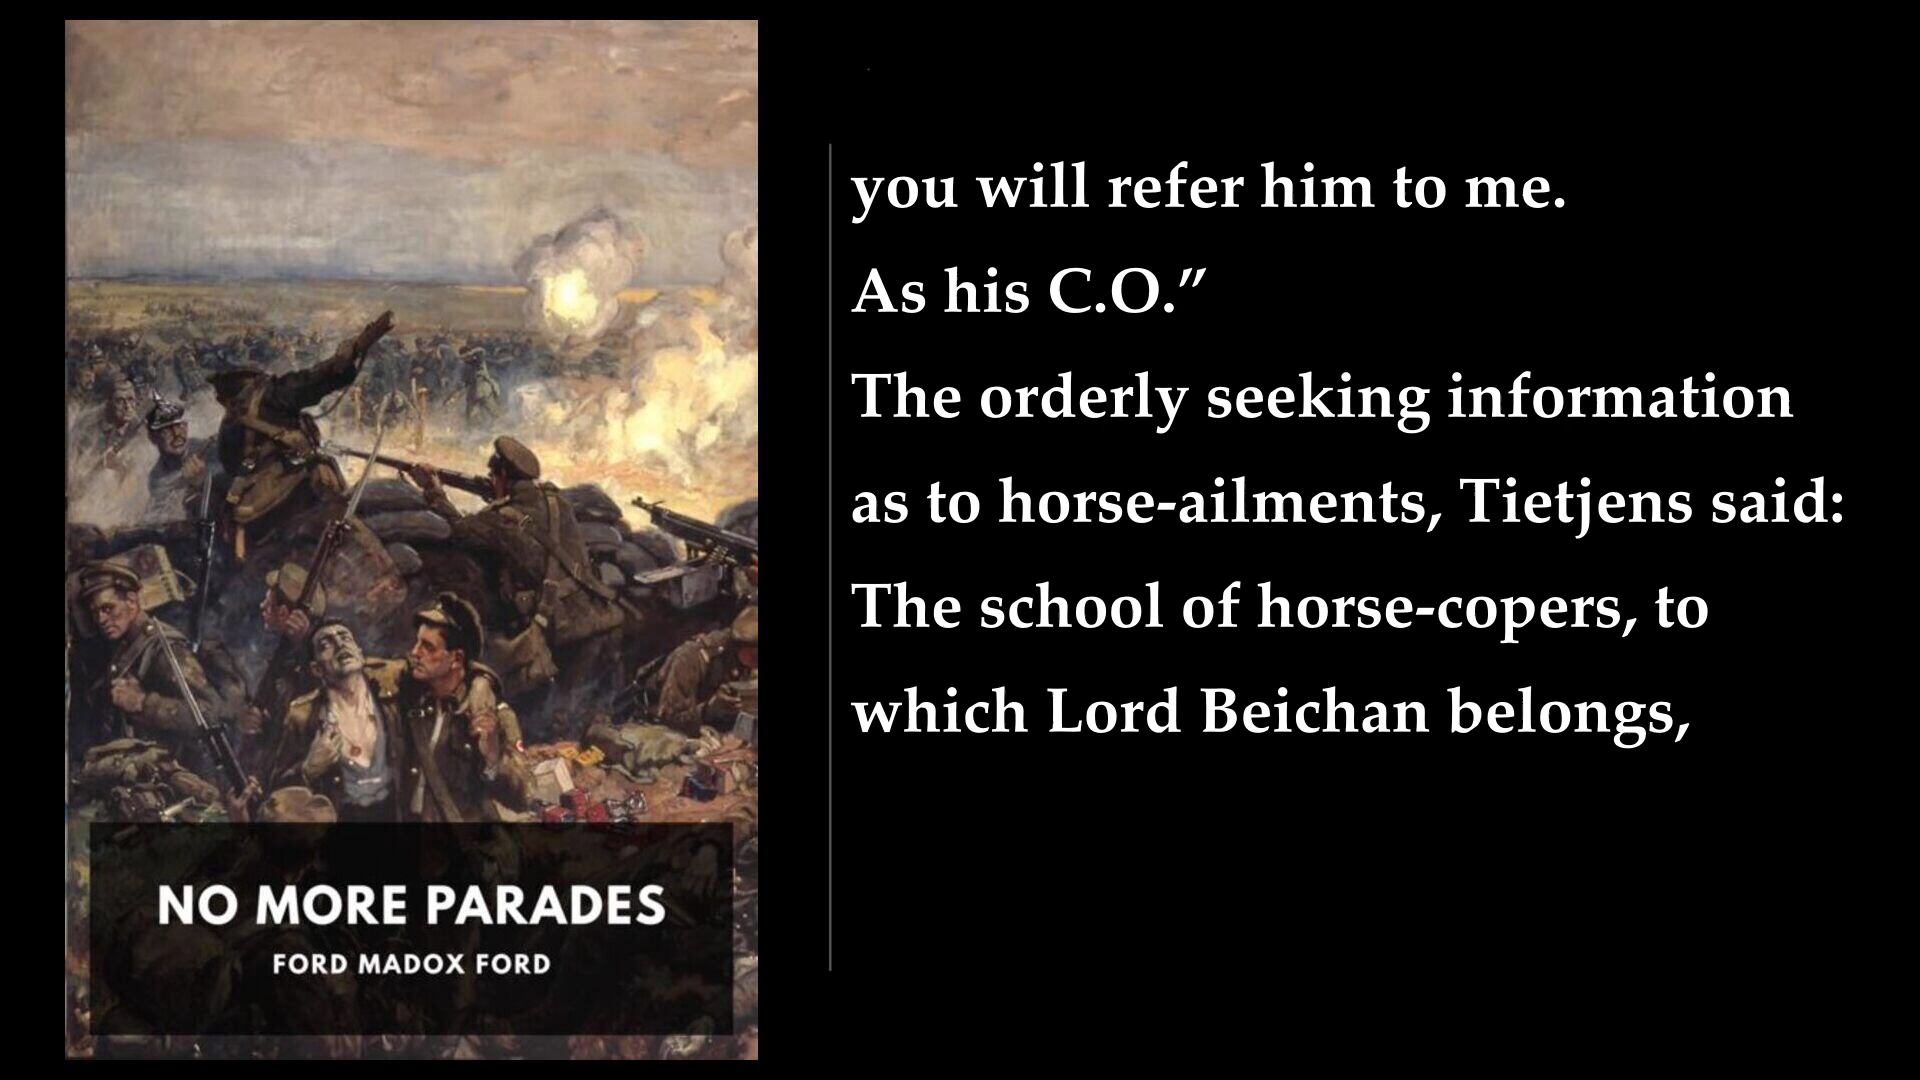 NO MORE PARADES
FORD MADOX FORD
you will refer him to me.
As his C.O.”
The orderly seeking information
as to horse-ailments, Tietjens said:
The school of horse-copers, to
which Lord Beichan belongs,